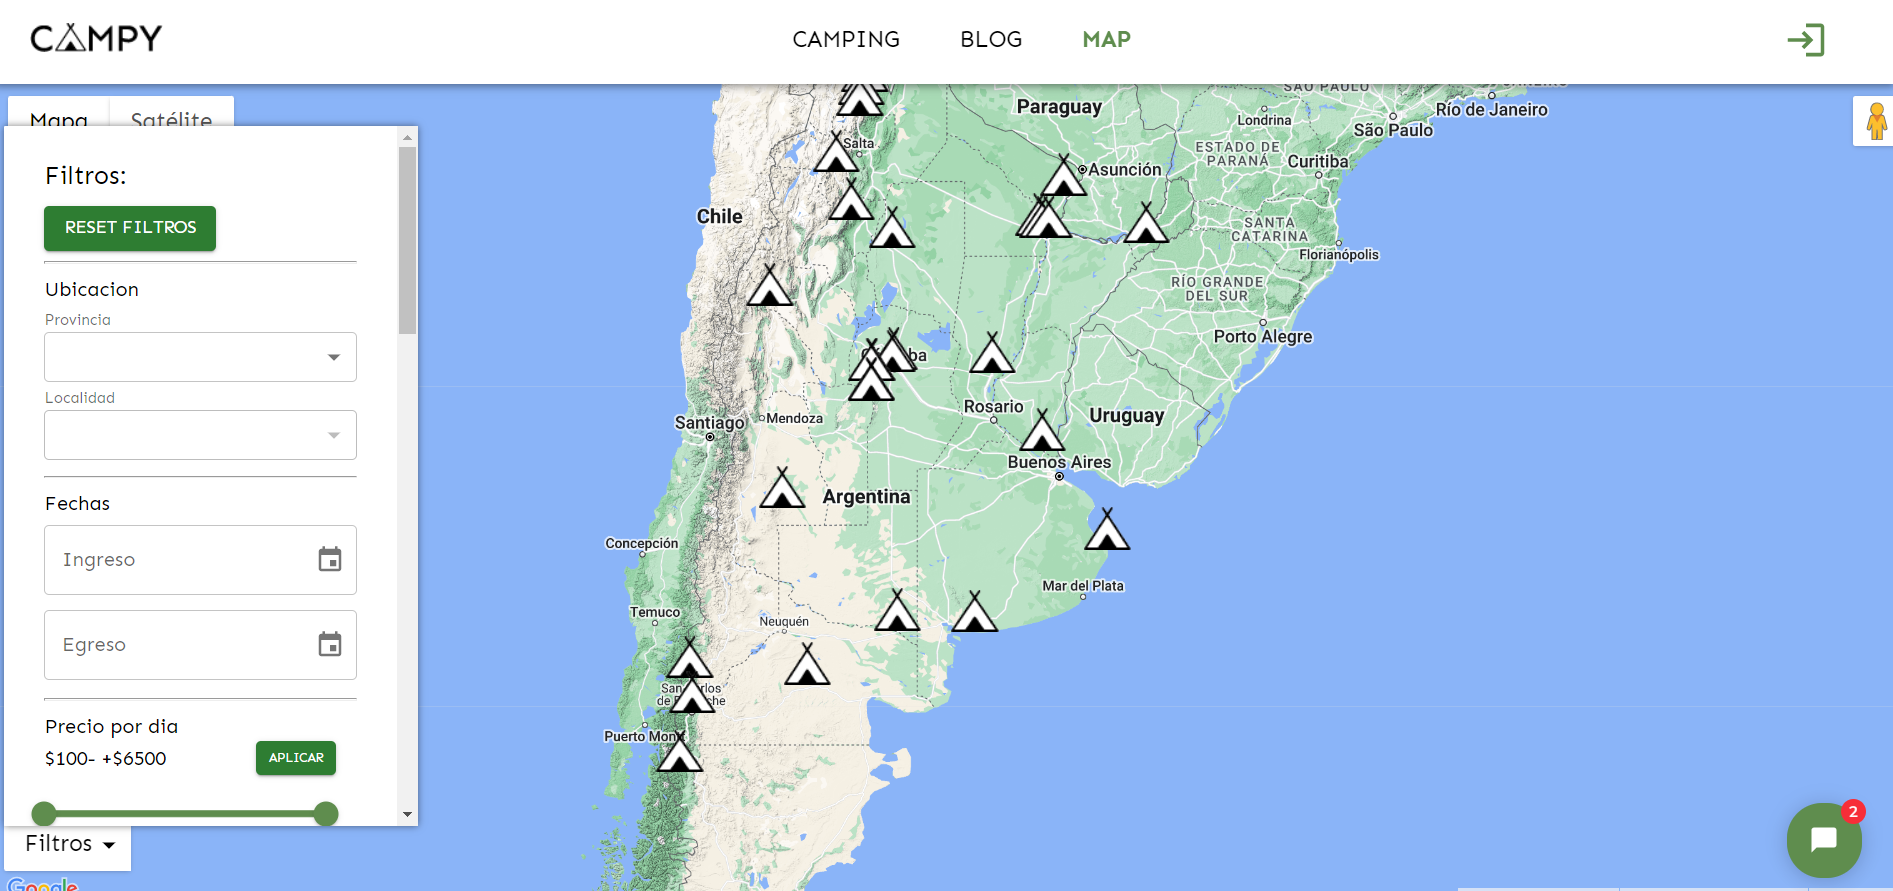 CAMPY
CAMPING
BLOG
MAP
Mapa
Satélite
Filtros:
RESET FILTROS
Ubicacion
Provincia
Localidad
Fechas
Ingreso
Egreso
Precio por dia
$100- +$6500
APLICAR
Filtros
Google
Paraguay
SÃO PAULO
Londrina
Río de Janeiro
São Paulo
ESTADO DE
PARANÁ
Curitiba
Salta
Asunción
Chile
SANTA
CATARINA
Florianópolis
RÍO GRANDE
DEL SUR
Porto Alegre
Rosario
Uruguay
Santiago
Mendoza
Buenos Aires
Argentina
Concepción
Mar del Plata
Temuco
Neuquén
Puerto Mon
2